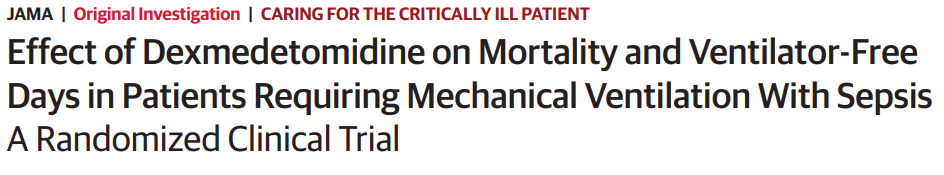 JAMA | Original Investigation | CARING FOR THE CRITICALLY ILL PATIENT
Effect of Dexmedetomidine on Mortality and Ventilator-Free
Days in Patients Requiring Mechanical Ventilation With Sepsis
A Randomized Clinical Trial